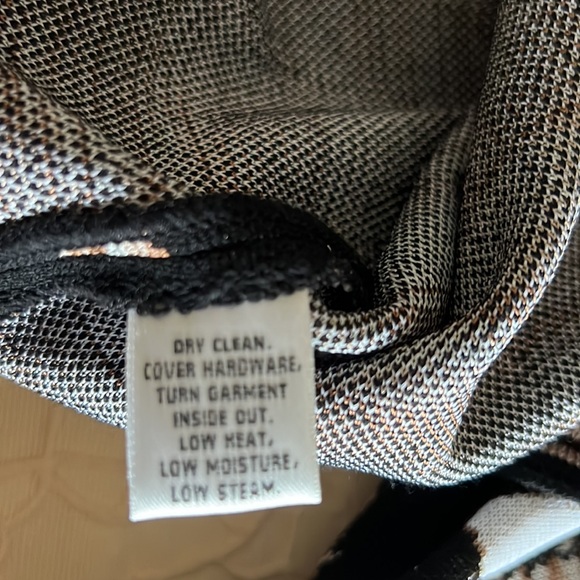 DRY CLEAN.
COVER HARDWARE,
TURN GARMENT
INSIDE OUT.
LOW HEAT,
LOW MOISTURE,
LOW STEAM.